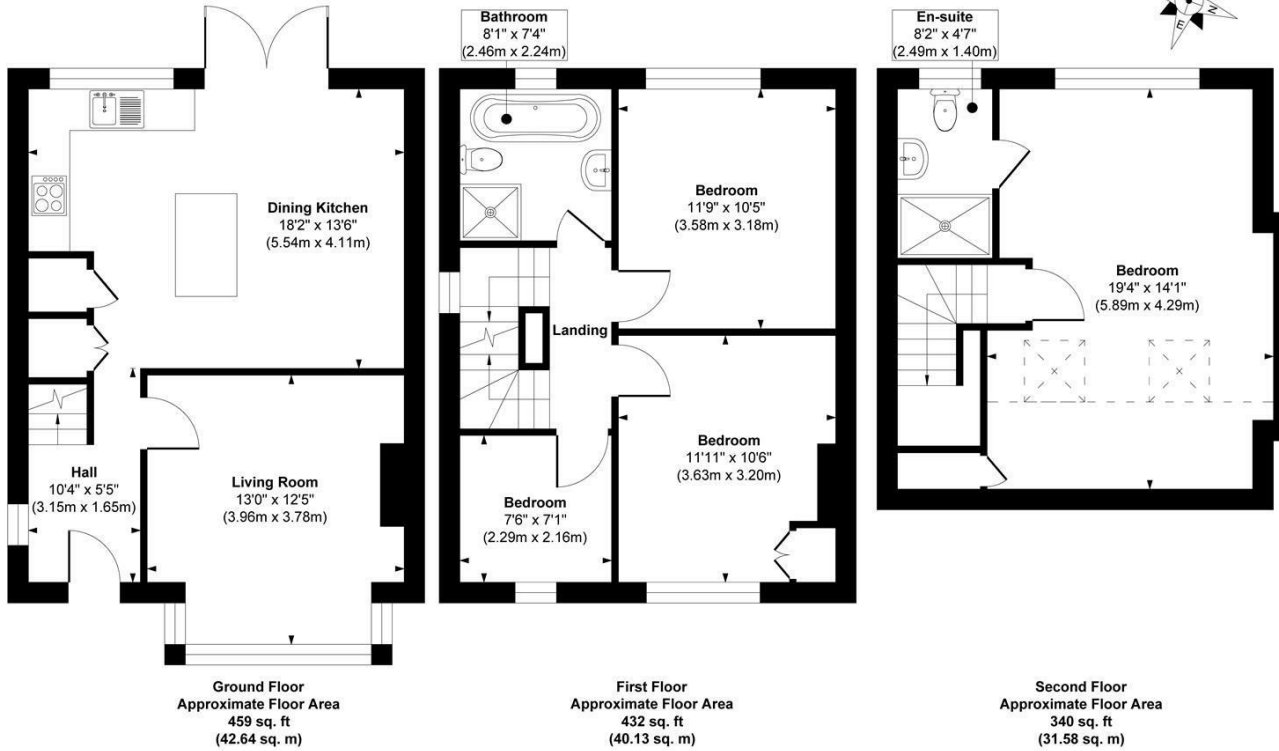 Bathroom
8'1" x 7'4"
(2.46m x 2.24m)
En-suite
8'2" x 4'7"
(2.49m x 1.40m)
E
N
Dining Kitchen
18'2" x 13'6"
(5.54m x 4.11m)
Bedroom
11'9" x 10'5"
(3.58m x 3.18m)
Bedroom
19'4" x 14'1"
(5.89m x 4.29m)
Landing
Hall
10'4" x 5'5"
(3.15m x 1.65m)
Living Room
13'0" x 12'5"
(3.96m x 3.78m)
Bedroom
7'6" x 7'1"
(2.29m x 2.16m)
Bedroom
11'11" x 10'6"
(3.63m x 3.20m)
Ground Floor
Approximate Floor Area
459 sq. ft
(42.64 sq. m)
First Floor
Approximate Floor Area
432 sq. ft
(40.13 sq. m)
Second Floor
Approximate Floor Area
340 sq. ft
(31.58 sq. m)